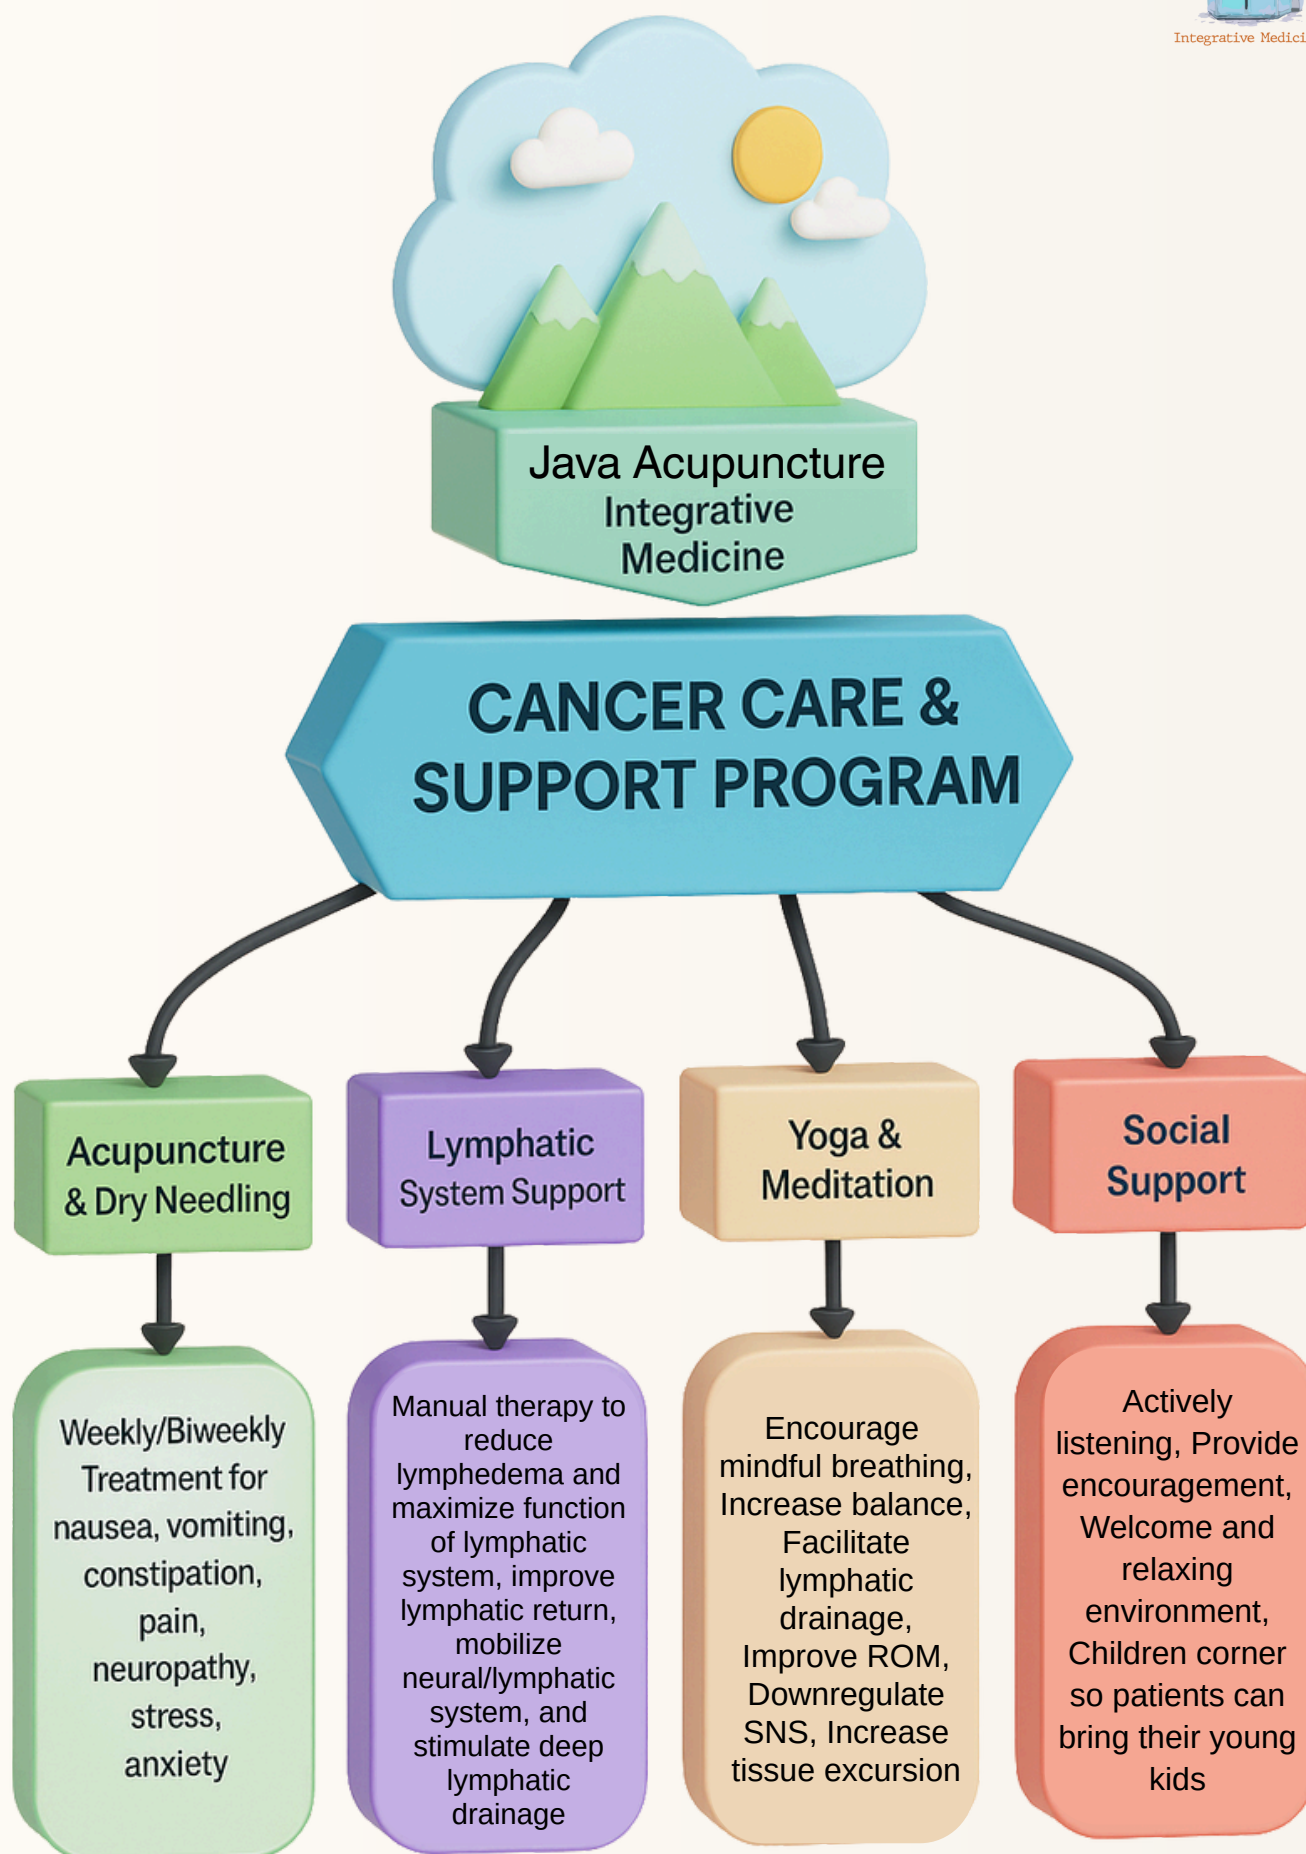 Integrative Medici
Java Acupuncture
Integrative
Medicine
CANCER CARE &
SUPPORT PROGRAM
Acupuncture
& Dry Needling
Lymphatic
System Support
Yoga &
Meditation
Social
Support
Weekly/Biweekly
Treatment for
nausea, vomiting,
constipation,
pain,
neuropathy,
stress,
anxiety
Manual therapy to
reduce
lymphedema and
maximize function
of lymphatic
system, improve
lymphatic return,
mobilize
neural/lymphatic
system, and
stimulate deep
lymphatic
drainage
Encourage
mindful breathing,
Increase balance,
Facilitate
lymphatic
drainage,
Improve ROM,
Downregulate
SNS, Increase
tissue excursion
Actively
listening, Provide
encouragement,
Welcome and
relaxing
environment,
Children corner
so patients can
bring their young
kids